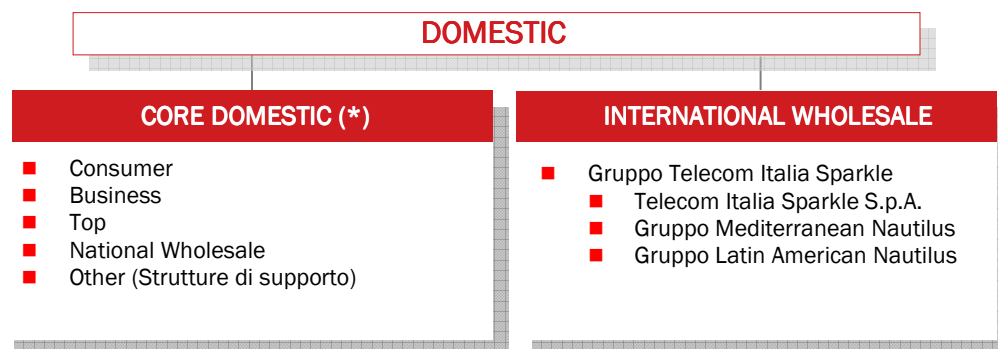 DOMESTIC
CORE DOMESTIC (*)
Consumer
Business
Top
National Wholesale
Other (Strutture di supporto)
INTERNATIONAL WHOLESALE
Gruppo Telecom Italia Sparkle
Telecom Italia Sparkle S.p.A.
Gruppo Mediterranean Nautilus
Gruppo Latin American Nautilus